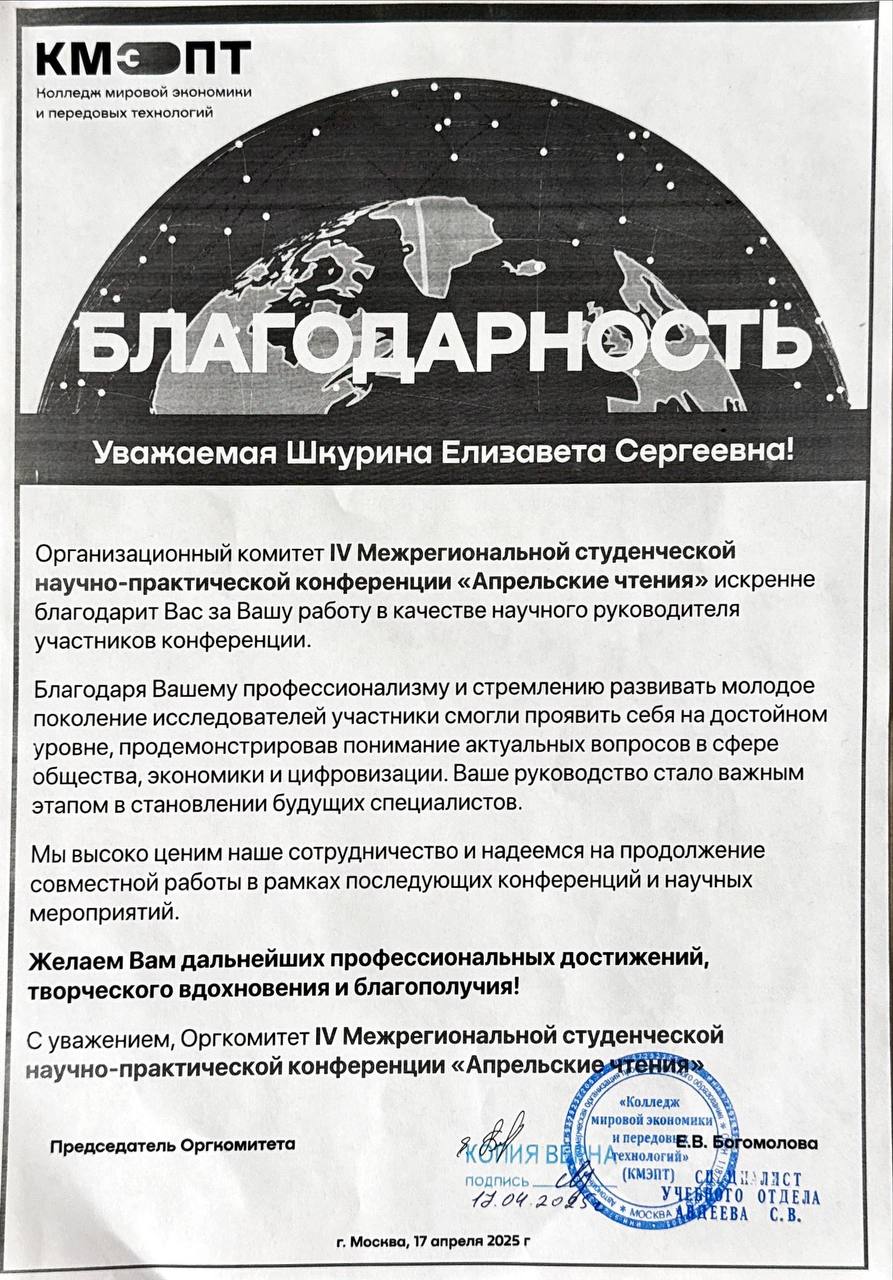 КМЭПТ
Колледж мировой экономики
и передовых технологий
БЛАГОДАРНОСТЬ
Уважаемая Шкурина Елизавета Сергеевна!
Организационный комитет IV Межрегиональной студенческой
научно-практической конференции «Апрельские чтения» искренне
благодарит Вас за Вашу работу в качестве научного руководителя
участников конференции.
Благодаря Вашему профессионализму и стремлению развивать молодое
поколение исследователей участники смогли проявить себя на достойном
уровне, продемонстрировав понимание актуальных вопросов в сфере
общества, экономики и цифровизации. Ваше руководство стало важным
этапом в становлении будущих специалистов.
Мы высоко ценим наше сотрудничество и надеемся на продолжение
совместной работы в рамках последующих конференций и научных
мероприятий.
Желаем Вам дальнейших профессиональных достижений,
творческого вдохновения и благополучия!
С уважением, Оргкомитет IV Межрегиональной студенческой
научно-практической конференции «Апрельские чтения»
Председатель Оргкомитета
Е.В. Богомолова
КОПИЯ ВЕРНА
ПОДПИСЬ
17.04.2025г
«Колледж
мировой экономики
и передовых
технологий»
(КМЭПТ)
МОСКВА
СПЕЦИАЛИСТ
УЧЕБНОГО ОТДЕЛА
АВДЕЕВА С.В.
г. Москва, 17 апреля 2025 г